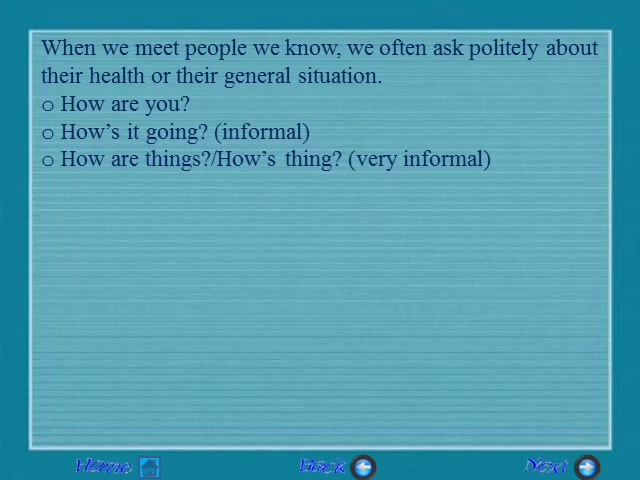 When we meet people we know, we often ask politely about
their health or their general situation.
o How are you?
o How’s it going? (informal)
o How are things?/How’s thing? (very informal)
Home Back Next